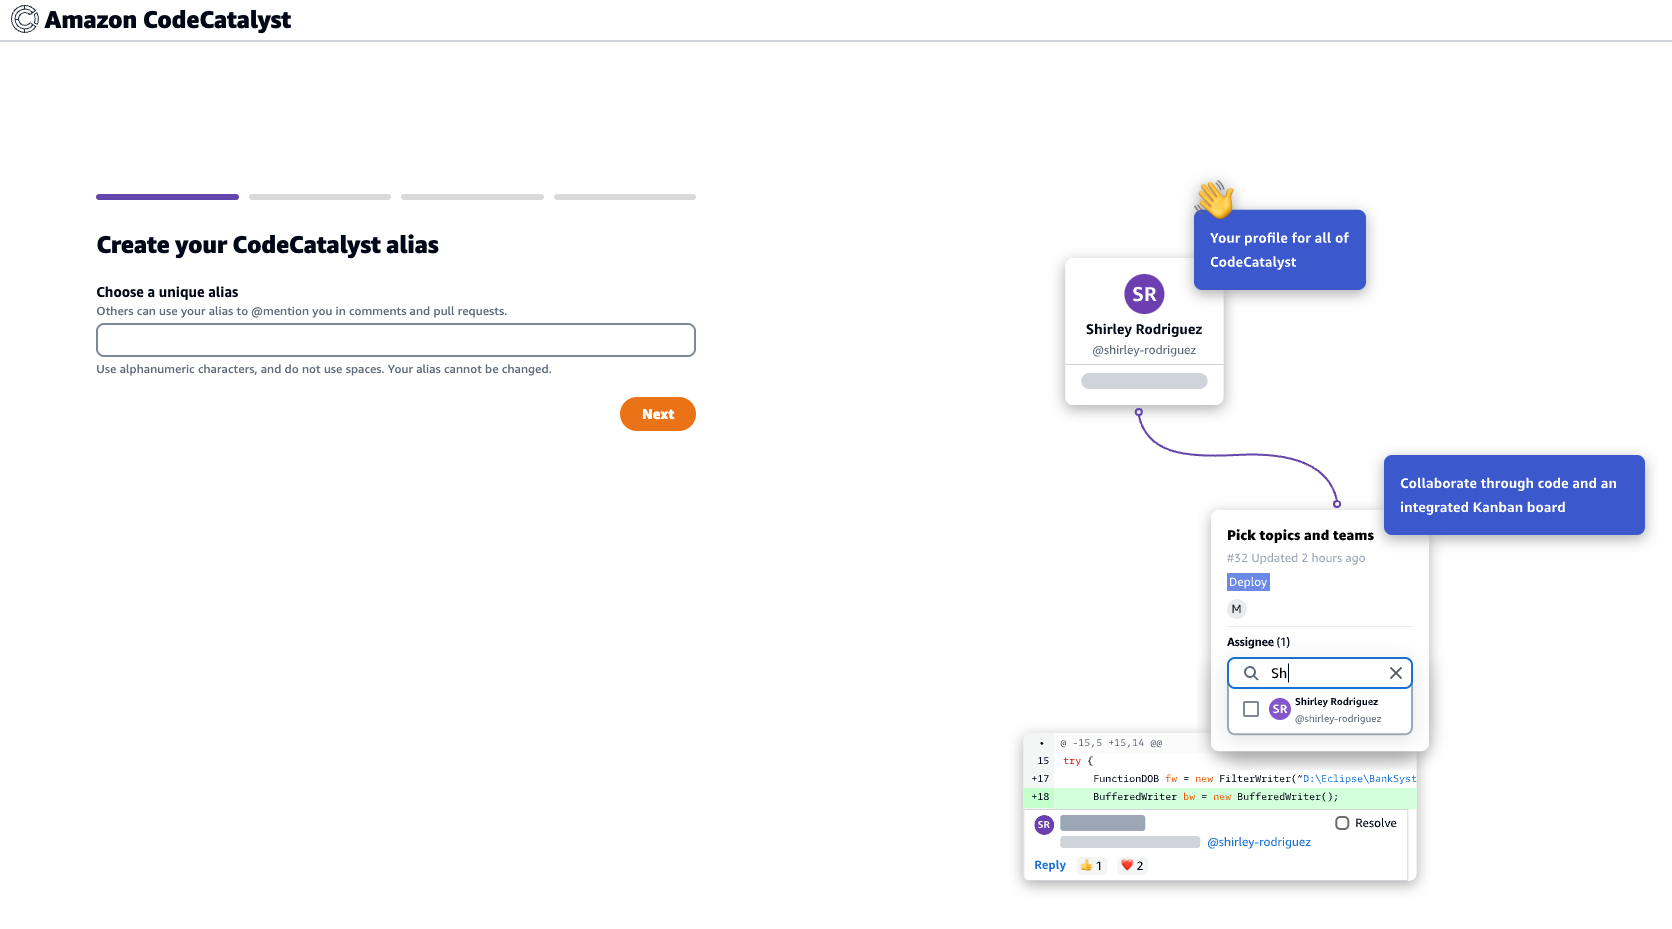 Amazon CodeCatalyst
Create your CodeCatalyst alias
Choose a unique alias
Others can use your alias to @mention you in comments and pull requests.
Use alphanumeric characters, and do not use spaces. Your alias cannot be changed.
Next
Your profile for all of
CodeCatalyst
SR
Shirley Rodriguez
@shirley-rodriguez
Collaborate through code and an
integrated Kanban board
Pick topics and teams
#32 Updated 2 hours ago
Deploy
M
Assignee (1)
Sh
SR
Shirley Rodriguez
@shirley-rodriguez
• @ -15,5 +15,14 @@
15 try {
+17 FunctionDOB fw = new FilterWriter(“D:\Eclipse\BankSyst
+18 BufferedWriter bw = new BufferedWriter();
SR
Resolve
@shirley-rodriguez
Reply 👍 1 ❤️ 2